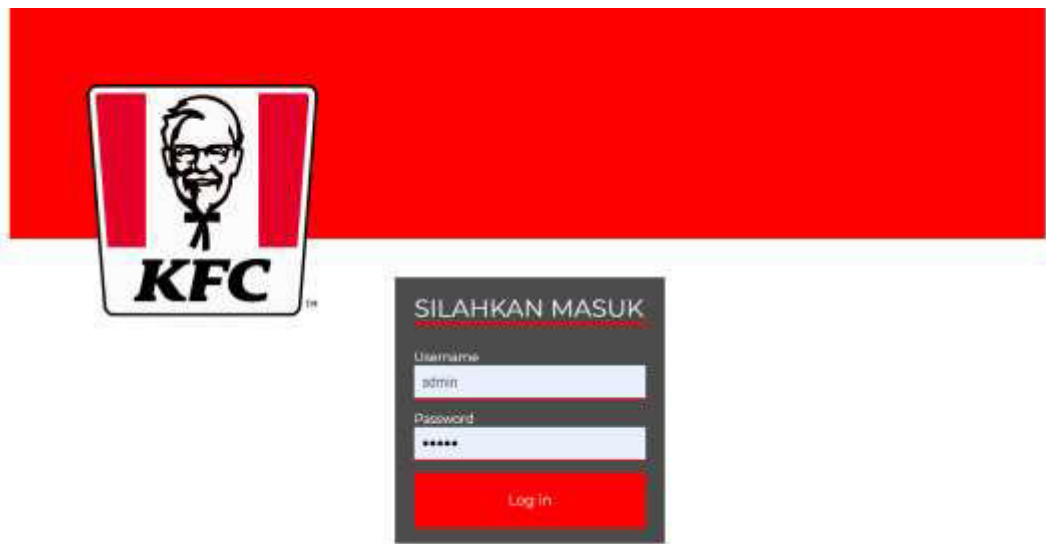 KFC
TM
SILAHKAN MASUK
Username
admin
Password
•••••
Log in